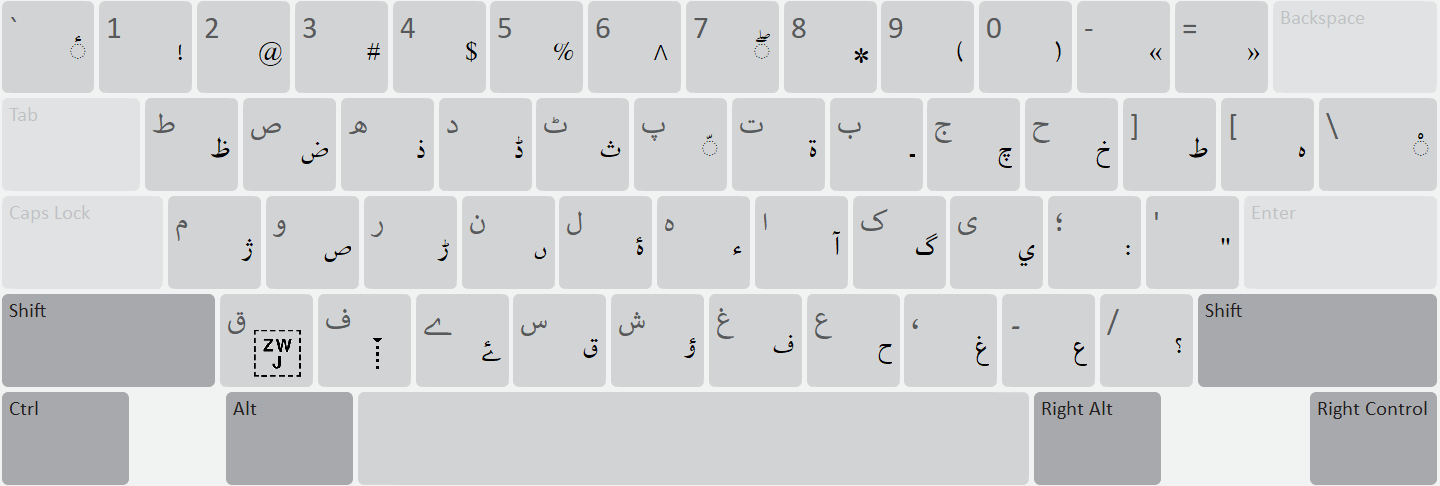 ` ٔ 1 ! 2 @ 3 # 4 $ 5 % 6 ^ 7 ؖ 8 * 9 ( 0 ) - « = » Backspace
Tab ط ظ ص ض ھ ذ د ڈ ٹ ث پ ّ ت ۃ ب ۔ ج چ ح خ ] ط [ ہ \ ْ
Caps Lock م ژ و ص ر ڑ ن ں ل ۂ ہ ء ا آ ک گ ی ي ؛ : ' " Enter
Shift ق ZWJ ف ے ۓ س ق ش ؤ غ ف ع ح ، غ ۔ ع / ؟ Shift
Ctrl Alt Right Alt Right Control